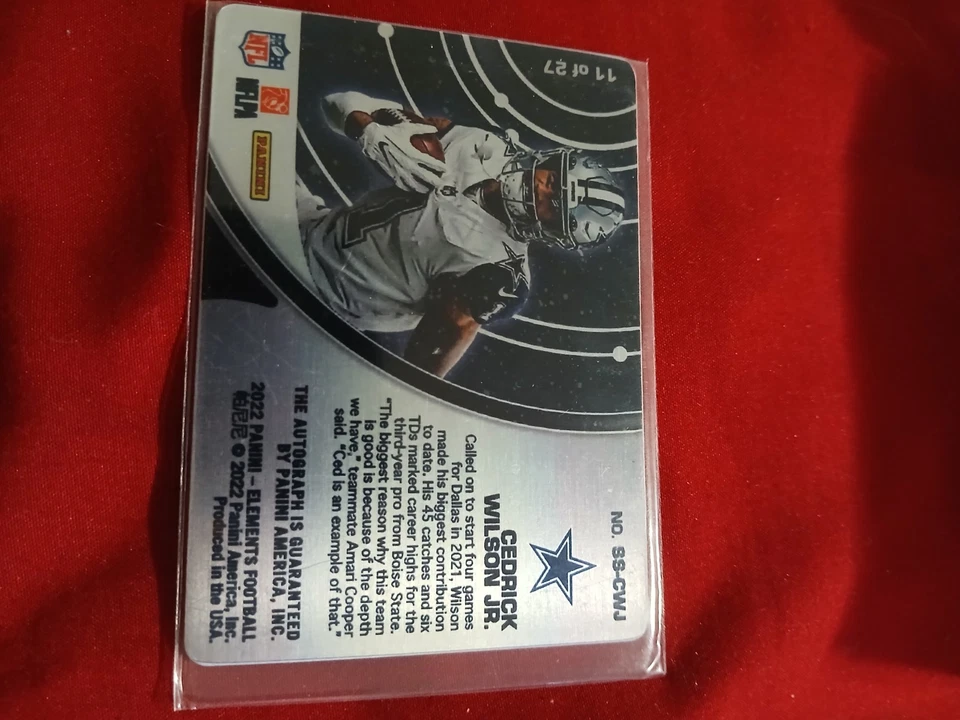 11 of 27
NO. SS-CWJ
CEDRICK
WILSON JR.
Called on to start four games
for Dallas in 2021, Wilson
made his biggest contribution
to date. His 45 catches and six
TDs marked career highs for the
third-year pro from Boise State.
"The biggest reason why this team
is good is because of the depth
we have," teammate Amari Cooper
said. "Ced is an example of that."
NFL
NFLPA
PANINI
THE AUTOGRAPH IS GUARANTEED
BY PANINI AMERICA, INC.
2022 PANINI – ELEMENTS FOOTBALL
帕尼尼 © 2022 Panini America, Inc.
Produced in the USA.